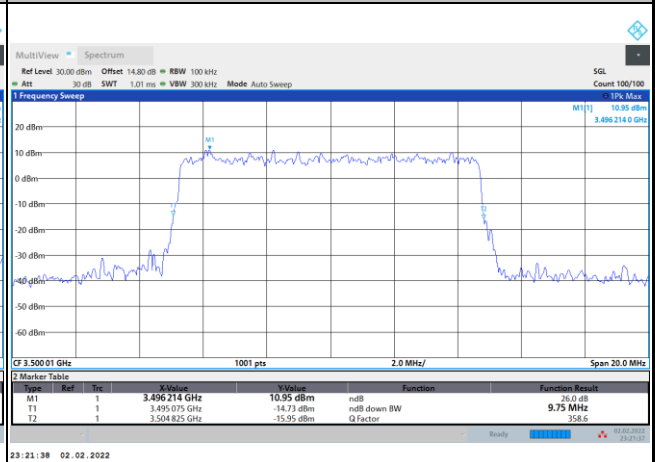 MultiView Spectrum
Ref Level 30.00 dBm Offset 14.80 dB RBW 100 kHz SGL
Att 30 dB SWT 1.01 ms VBW 300 kHz Mode Auto Sweep Count 100/100
1 Frequency Sweep 1Pk Max
M1[1] 10.95 dBm
3.496 214 0 GHz
20 dBm
M1
10 dBm
0 dBm
-10 dBm
T2
-20 dBm
-30 dBm
-40 dBm
-50 dBm
-60 dBm
CF 3.500 01 GHz 1001 pts 2.0 MHz/ Span 20.0 MHz
2 Marker Table
Type Ref Trc X-Value Y-Value Function Function Result
M1 1 3.496 214 GHz 10.95 dBm ndB 26.0 dB
T1 1 3.495 075 GHz -14.73 dBm ndB down BW 9.75 MHz
T2 1 3.504 825 GHz -15.95 dBm Q Factor 358.6
Ready 02.02.2022
23:21:37
23:21:38 02.02.2022